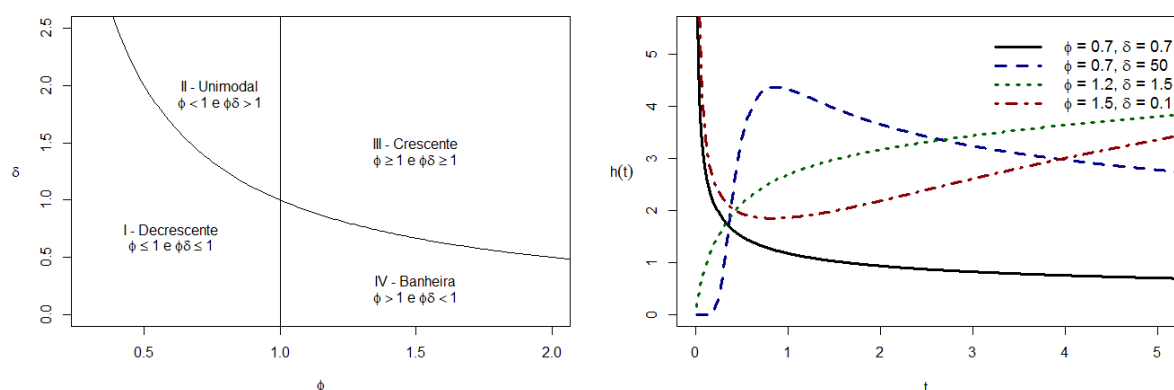 2.5
2.0
1.5
1.0
0.5
0.0
δ
II - Unimodal
ϕ < 1 e ϕδ > 1
III - Crescente
ϕ ≥ 1 e ϕδ ≥ 1
I - Decrescente
ϕ ≤ 1 e ϕδ ≤ 1
IV - Banheira
ϕ > 1 e ϕδ < 1
0.5
1.0
1.5
2.0
ϕ
5
4
3
2
1
0
h(t)
ϕ = 0.7, δ = 0.7
ϕ = 0.7, δ = 50
ϕ = 1.2, δ = 1.5
ϕ = 1.5, δ = 0.1
0
1
2
3
4
5
t